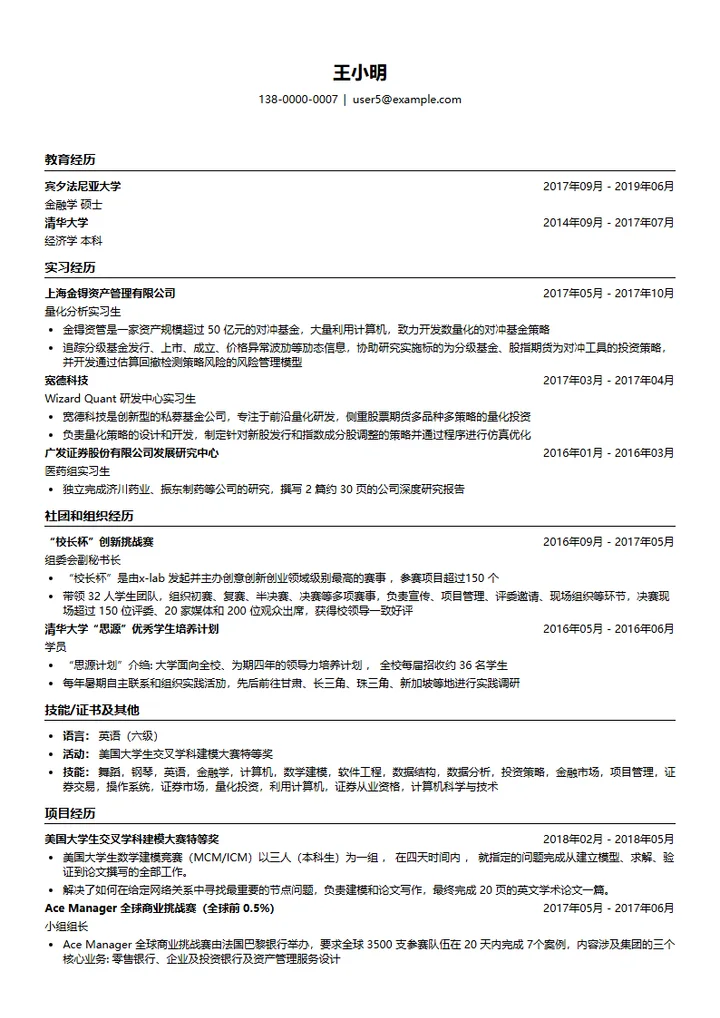 王小明
138-0000-0007 | user5@example.com
教育经历
宾夕法尼亚大学 2017年09月 - 2019年06月
金融学 硕士
清华大学 2014年09月 - 2017年07月
经济学 本科
实习经历
上海金锝资产管理有限公司 2017年05月 - 2017年10月
量化分析实习生
• 金锝资管是一家资产规模超过 50 亿元的对冲基金，大量利用计算机，致力开发数量化的对冲基金策略
• 追踪分级基金发行、上市、成立、价格异常波动等动态信息，协助研究实施标的为分级基金、股指期货为对冲工具的投资策略，
并开发通过估算回撤检测策略风险的风险管理模型
宽德科技 2017年03月 - 2017年04月
Wizard Quant 研发中心实习生
• 宽德科技是创新型的私募基金公司，专注于前沿量化研发，侧重股票期货多品种多策略的量化投资
• 负责量化策略的设计和开发，制定针对新股发行和指数成分股调整的策略并通过程序进行仿真优化
广发证券股份有限公司发展研究中心 2016年01月 - 2016年03月
医药组实习生
• 独立完成济川药业、振东制药等公司的研究，撰写 2 篇约 30 页的公司深度研究报告
社团和组织经历
“校长杯”创新挑战赛 2016年09月 - 2017年05月
组委会副秘书长
• “校长杯”是由x-lab 发起并主办创意创新创业领域级别最高的赛事 ，参赛项目超过150 个
• 带领 32 人学生团队，组织初赛、复赛、半决赛、决赛等多项赛事，负责宣传、项目管理、评委邀请、现场组织等环节，决赛现
场超过 150 位评委、20 家媒体和 200 位观众出席，获得校领导一致好评
清华大学“思源”优秀学生培养计划 2016年05月 - 2016年06月
学员
• “思源计划”介绍: 大学面向全校、为期四年的领导力培养计划 ， 全校每届招收约 36 名学生
• 每年暑期自主联系和组织实践活动，先后前往甘肃、长三角、珠三角、新加坡等地进行实践调研
技能/证书及其他
• 语言： 英语（六级）
• 活动： 美国大学生交叉学科建模大赛特等奖
• 技能： 舞蹈，钢琴，英语，金融学，计算机，数学建模，软件工程，数据结构，数据分析，投资策略，金融市场，项目管理，证
券交易，操作系统，证券市场，量化投资，利用计算机，证券从业资格，计算机科学与技术
项目经历
美国大学生交叉学科建模大赛特等奖 2018年02月 - 2018年05月
• 美国大学生数学建模竞赛（MCM/ICM）以三人（本科生）为一组 ， 在四天时间内 ， 就指定的问题完成从建立模型、求解、验
证到论文撰写的全部工作。
• 解决了如何在给定网络关系中寻找最重要的节点问题，负责建模和论文写作，最终完成 20 页的英文学术论文一篇。
Ace Manager 全球商业挑战赛（全球前 0.5%） 2017年05月 - 2017年06月
小组组长
• Ace Manager 全球商业挑战赛由法国巴黎银行举办，要求全球 3500 支参赛队伍在 20 天内完成 7个案例，内容涉及集团的三个
核心业务: 零售银行、企业及投资银行及资产管理服务设计